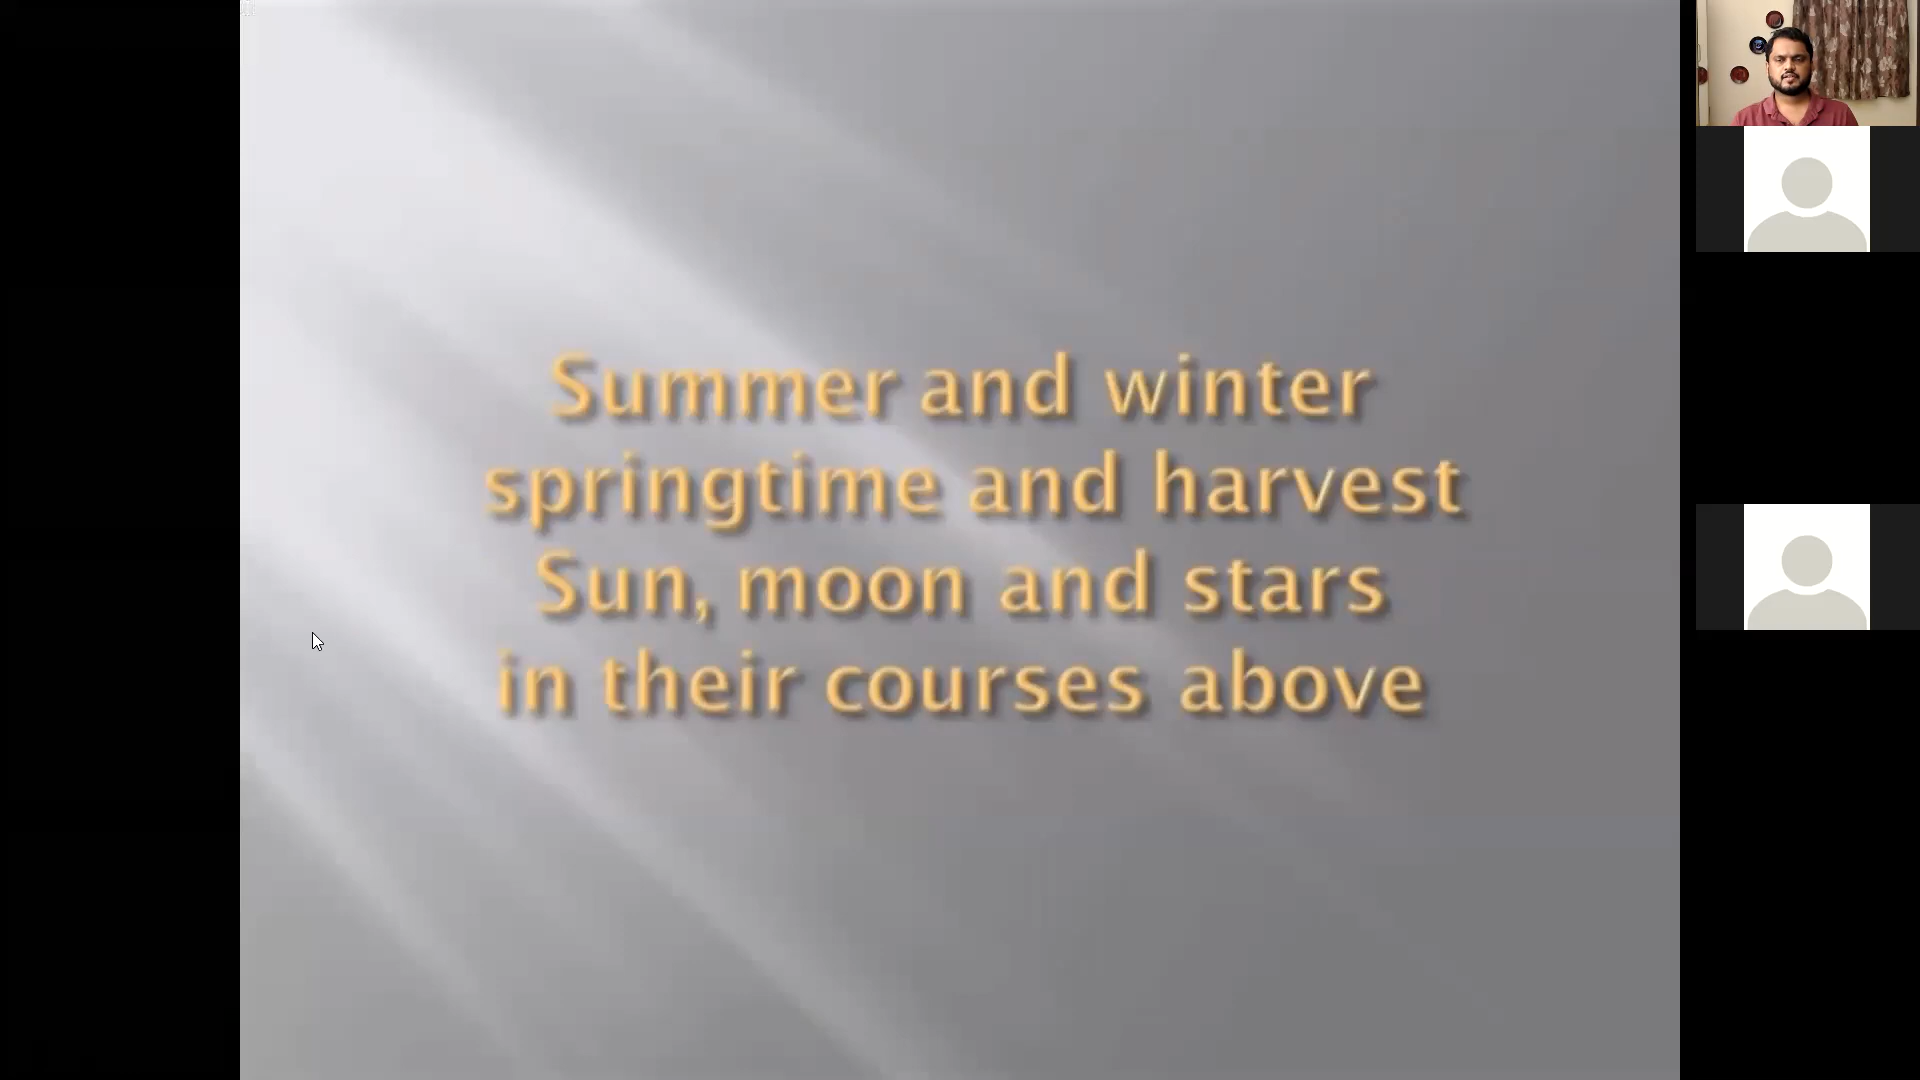 Summer and winter
springtime and harvest
Sun, moon and stars
in their courses above